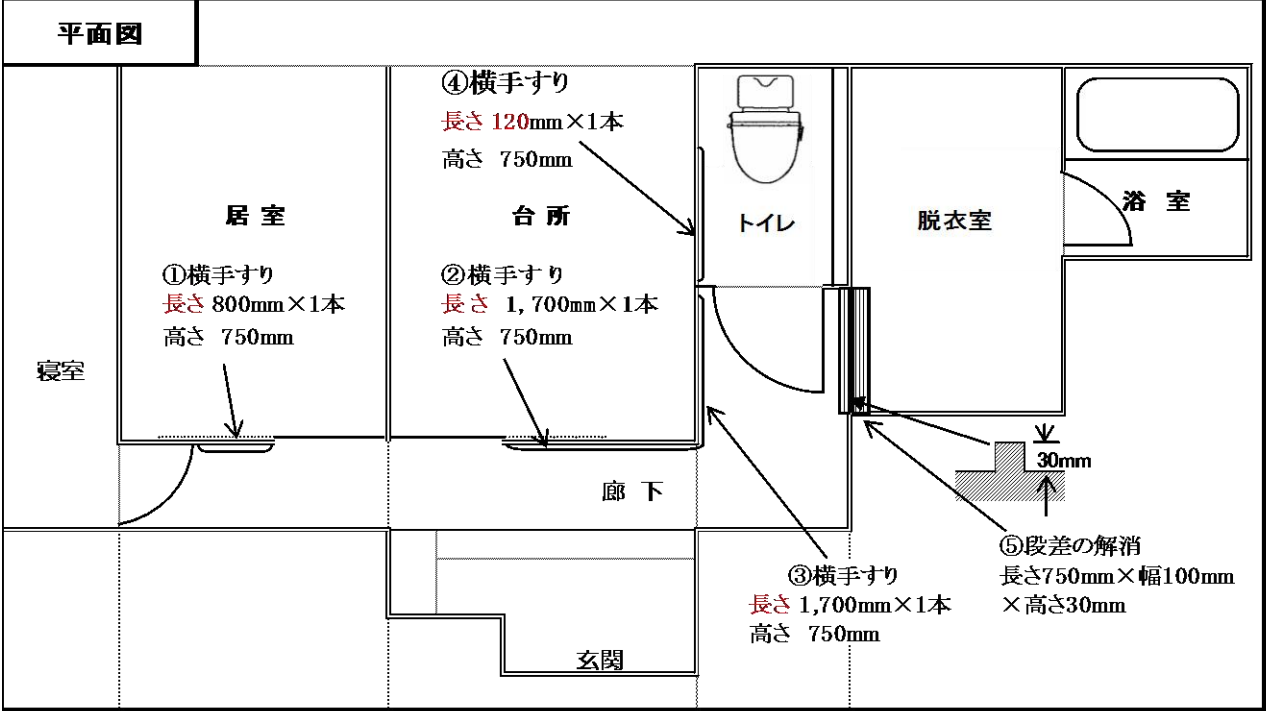 平面図
④横手すり
長さ 120mm×1本
高さ 750mm
居 室
台 所
トイレ
脱衣室
浴 室
①横手すり
長さ 800mm×1本
高さ 750mm
②横手すり
長さ 1,700mm×1本
高さ 750mm
寝室
廊 下
30mm
③横手すり
長さ 1,700mm×1本
高さ 750mm
⑤段差の解消
長さ750mm×幅100mm
×高さ30mm
玄関